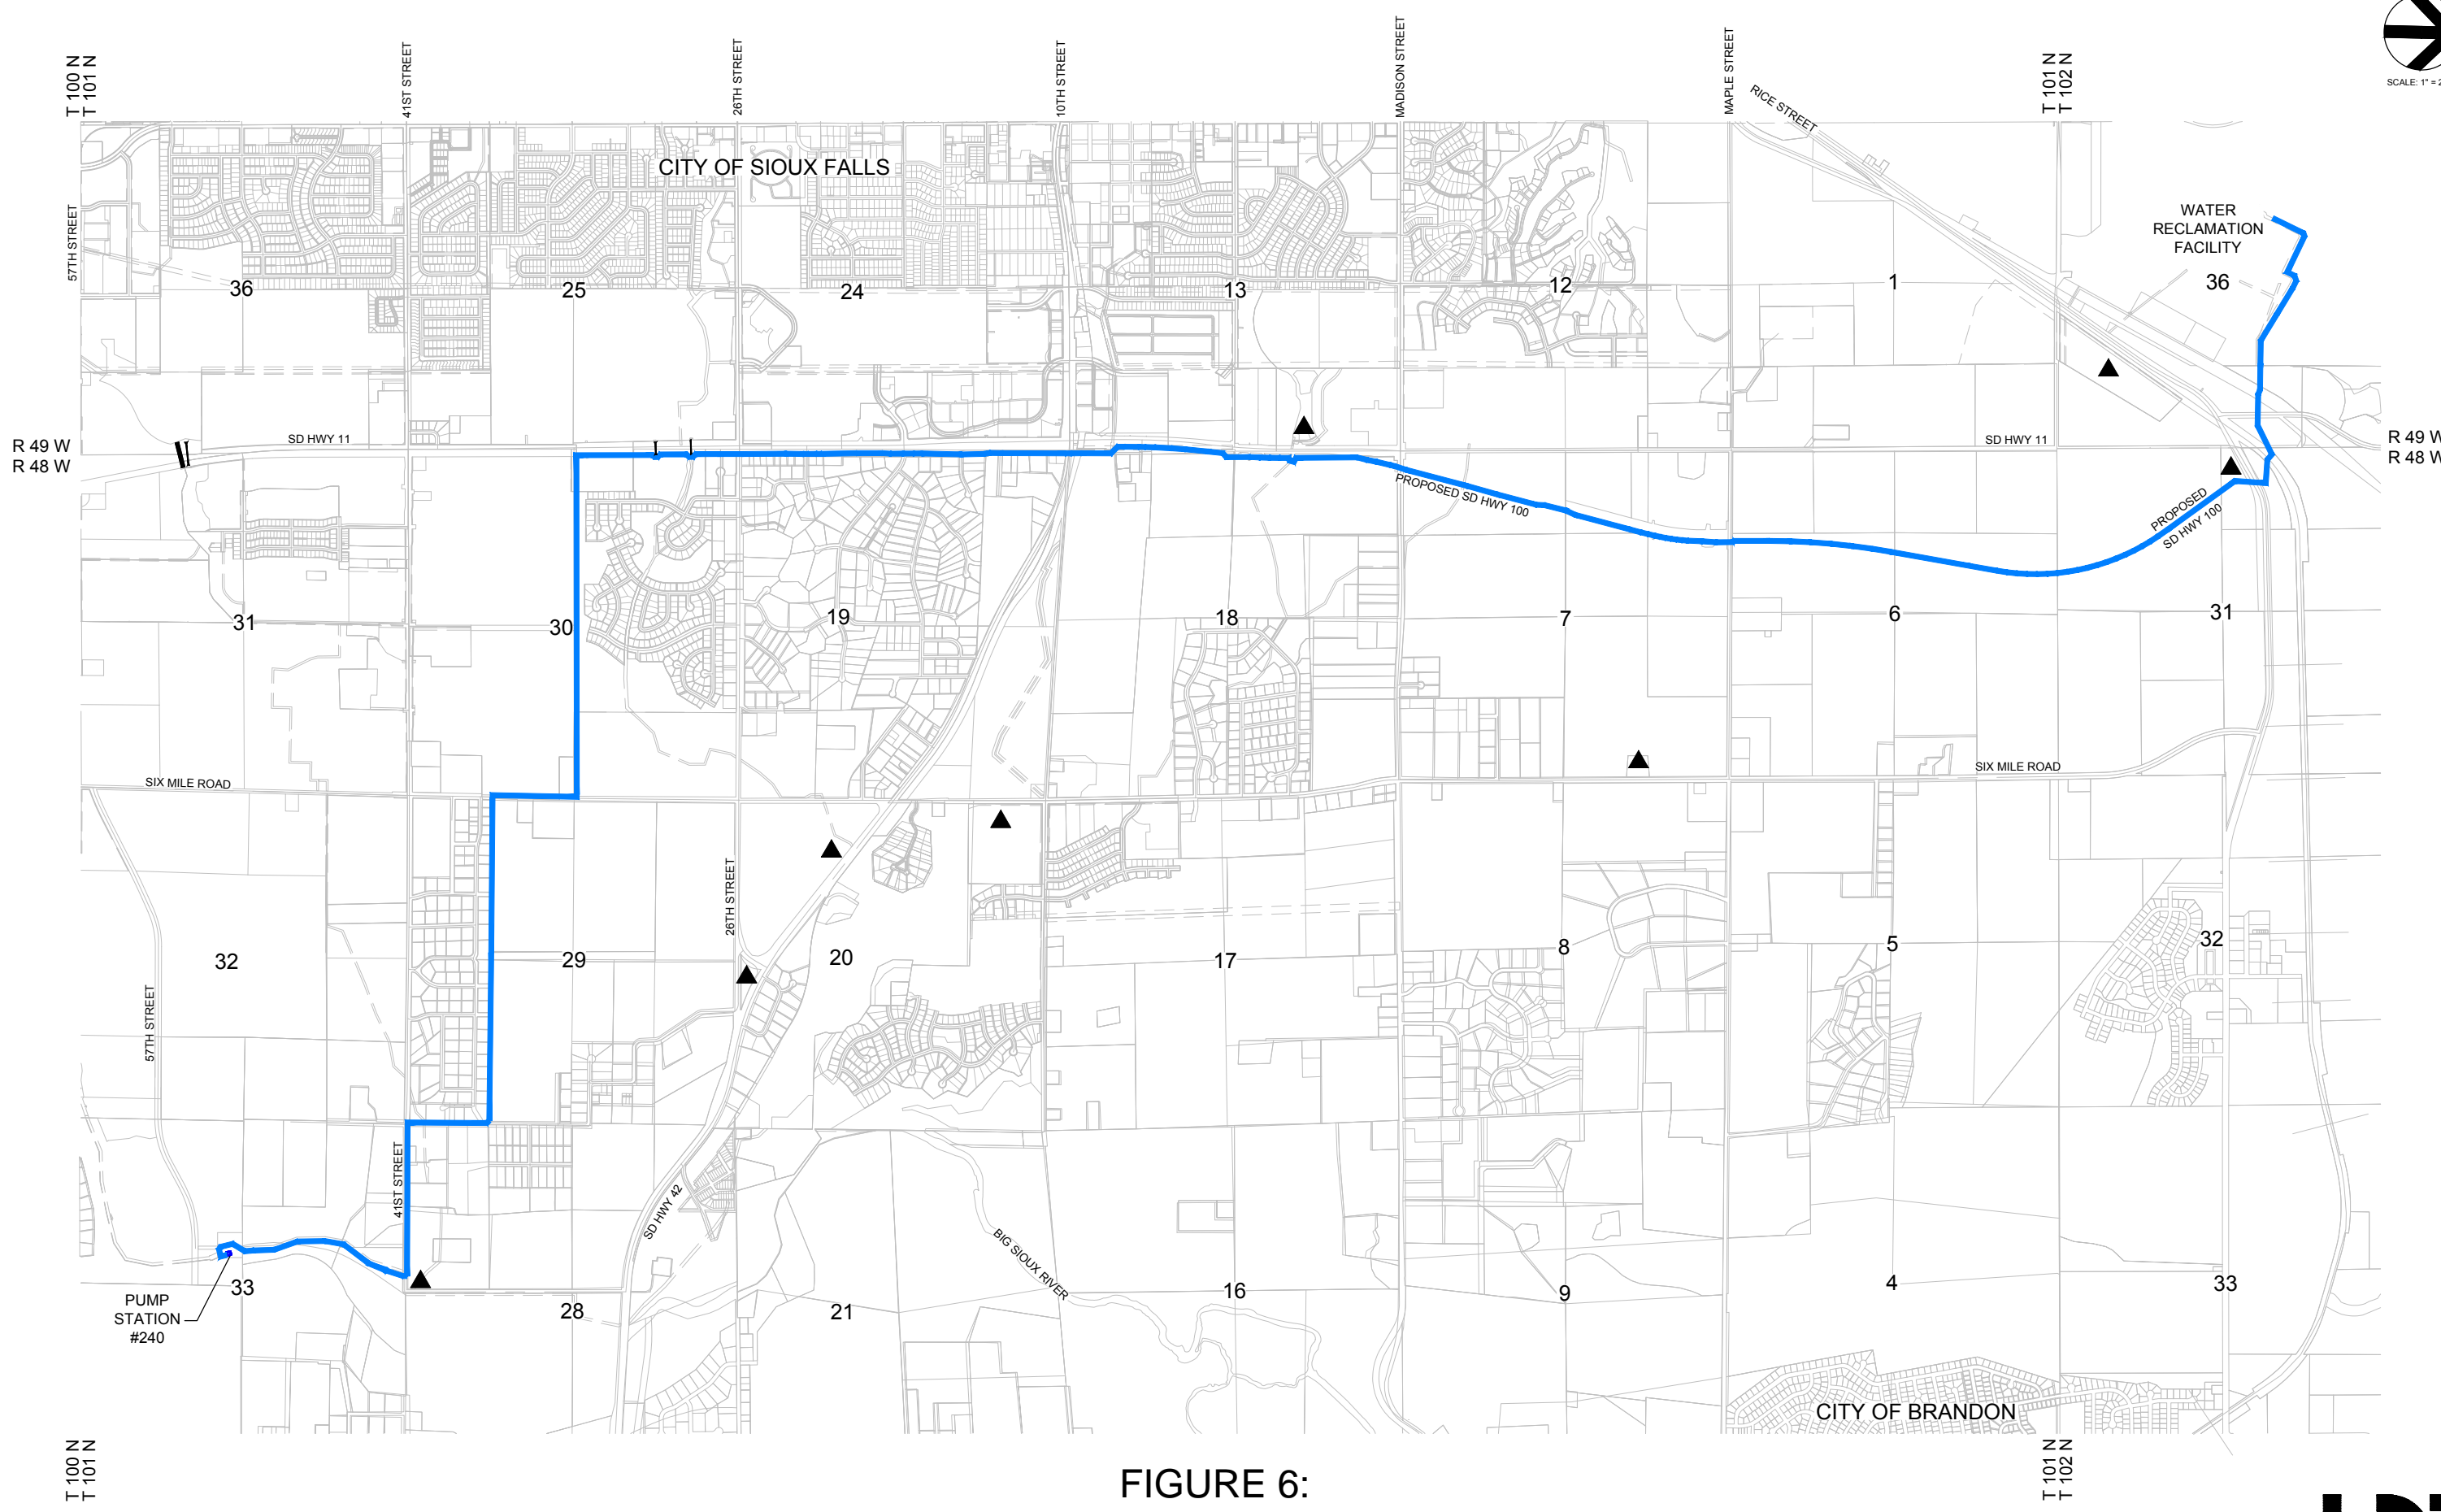 T 100 N
T 101 N
41ST STREET
26TH STREET
10TH STREET
MADISON STREET
MAPLE STREET
T 101 N
T 102 N
SCALE: 1" = 2
RICE STREET
CITY OF SIOUX FALLS
57TH STREET
WATER
RECLAMATION
FACILITY
36
25
24
13
12
1
36
R 49 W
R 48 W
SD HWY 11
SD HWY 11
R 49 W
R 48 W
PROPOSED SD HWY 100
PROPOSED
SD HWY 100
31
30
19
18
7
6
31
SIX MILE ROAD
SIX MILE ROAD
26TH STREET
32
29
20
17
8
5
32
57TH STREET
41ST STREET
SD HWY 42
BIG SIOUX RIVER
33
28
21
16
9
4
33
PUMP
STATION
#240
CITY OF BRANDON
T 100 N
T 101 N
T 101 N
T 102 N
FIGURE 6: